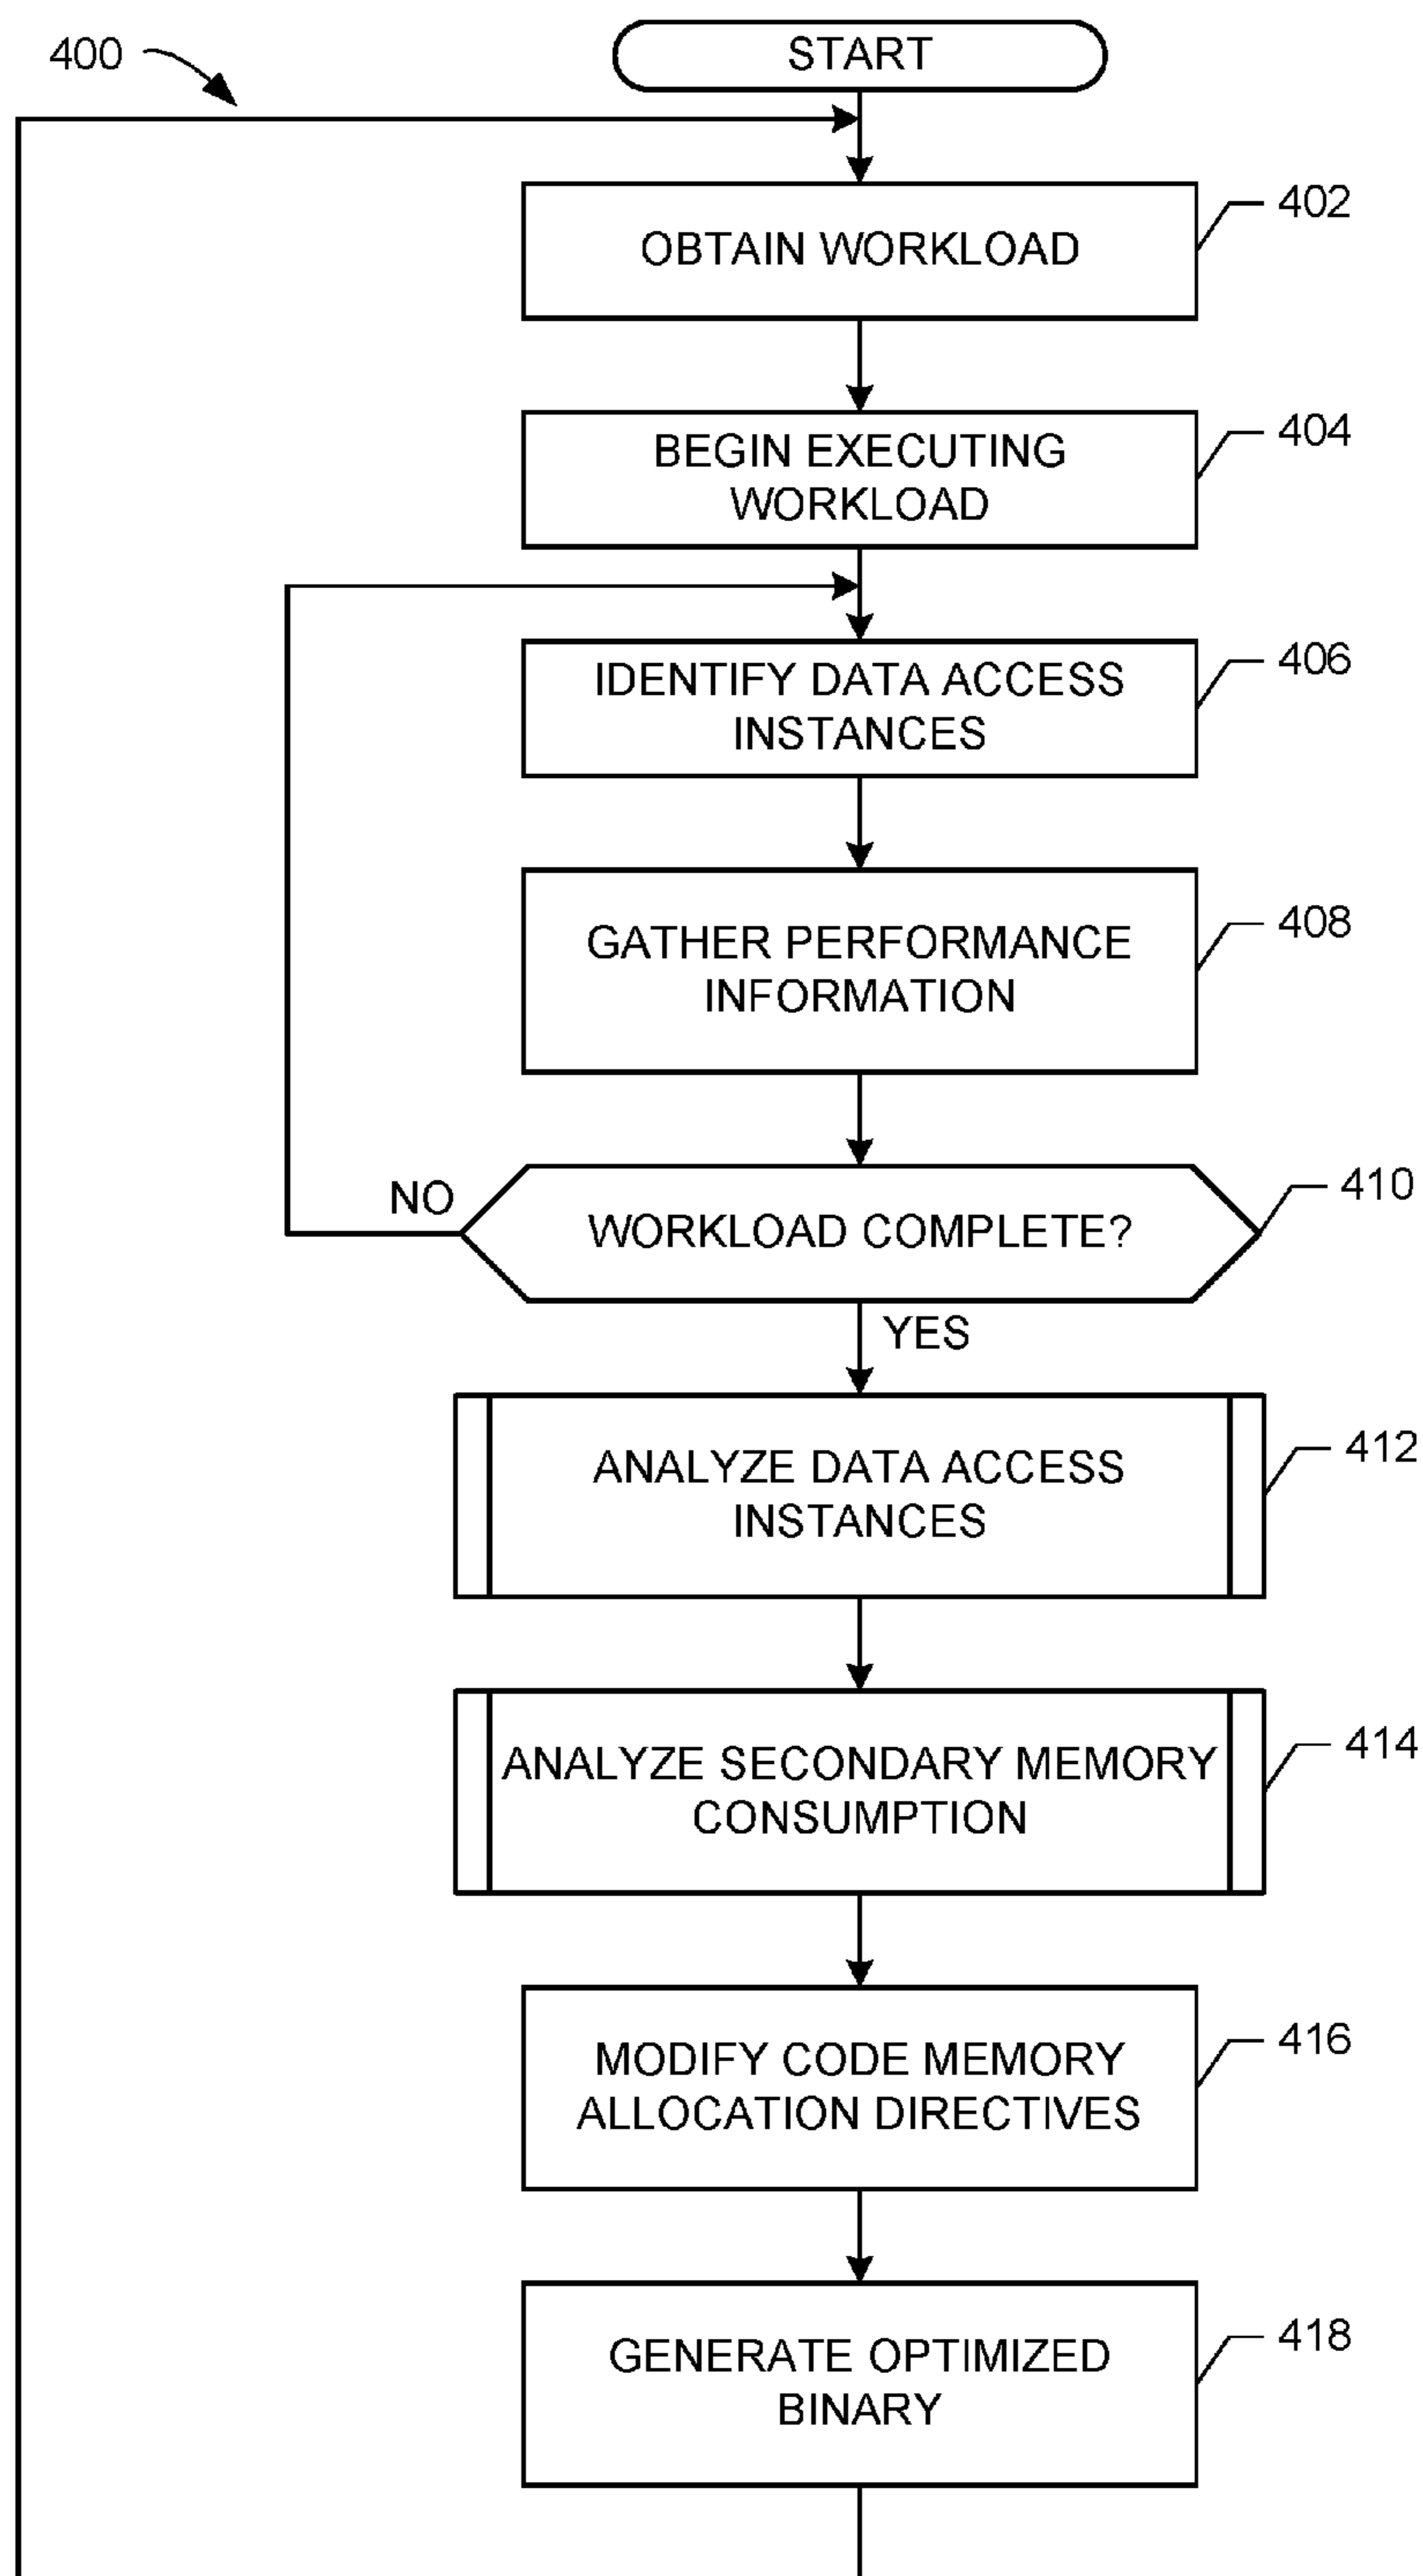 400
START
OBTAIN WORKLOAD
402
BEGIN EXECUTING
WORKLOAD
404
IDENTIFY DATA ACCESS
INSTANCES
406
GATHER PERFORMANCE
INFORMATION
408
NO
WORKLOAD COMPLETE?
410
YES
ANALYZE DATA ACCESS
INSTANCES
412
ANALYZE SECONDARY MEMORY
CONSUMPTION
414
MODIFY CODE MEMORY
ALLOCATION DIRECTIVES
416
GENERATE OPTIMIZED
BINARY
418